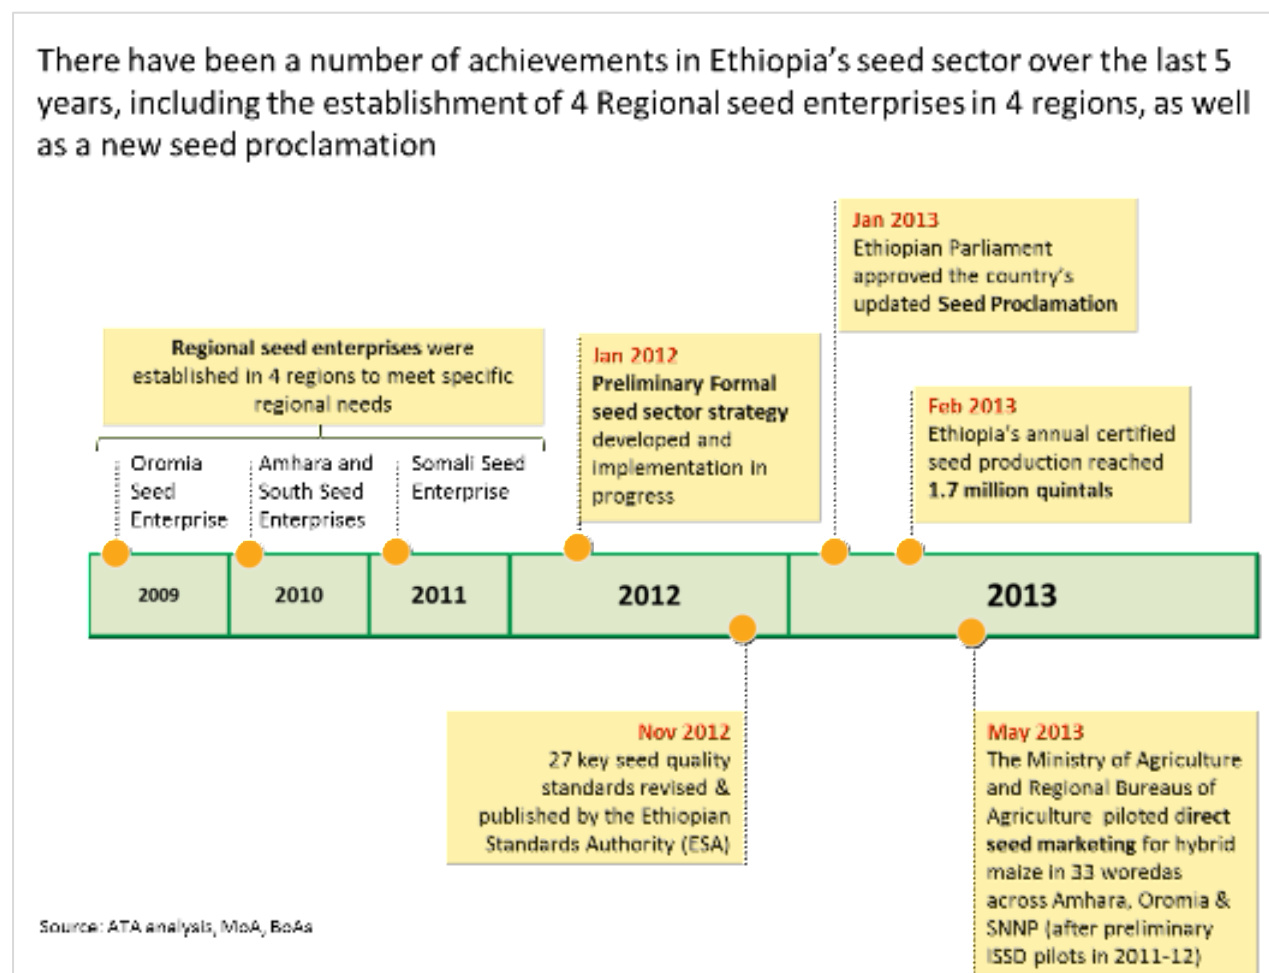 There have been a number of achievements in Ethiopia's seed sector over the last 5
years, including the establishment of 4 Regional seed enterprises in 4 regions, as well
as a new seed proclamation
Jan 2013
Ethiopian Parliament
approved the country's
updated Seed Proclamation
Regional seed enterprises were
established in 4 regions to meet specific
regional needs
Jan 2012
Preliminary Formal
seed sector strategy
developed and
implementation in
progress
Feb 2013
Ethiopia's annual certified
seed production reached
1.7 million quintals
Oromia
Seed
Enterprise
Amhara and
South Seed
Enterprises
Somali Seed
Enterprise
2009
2010
2011
2012
2013
Nov 2012
27 key seed quality
standards revised &
published by the Ethiopian
Standards Authority (ESA)
May 2013
The Ministry of Agriculture
and Regional Bureaus of
Agriculture piloted direct
seed marketing for hybrid
maize in 33 woredas
across Amhara, Oromia &
SNNP (after preliminary
ISSD pilots in 2011-12)
Source: ATA analysis, MoA, BoAs